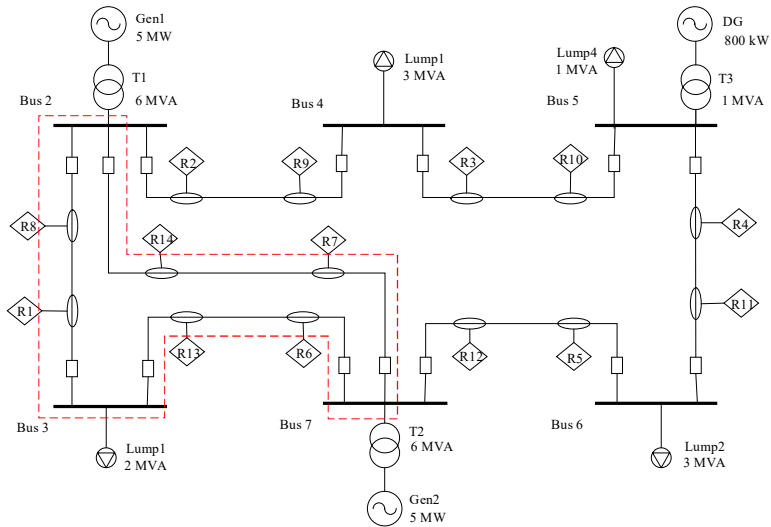 Gen1
5 MW
DG
800 kW
T1
6 MVA
Lump1
3 MVA
Lump4
1 MVA
T3
1 MVA
Bus 2
Bus 4
Bus 5
R2
R9
R3
R10
R8
R14
R7
R4
R1
R11
R13
R6
R12
R5
Bus 3
Bus 7
Bus 6
Lump1
2 MVA
T2
6 MVA
Lump2
3 MVA
Gen2
5 MW